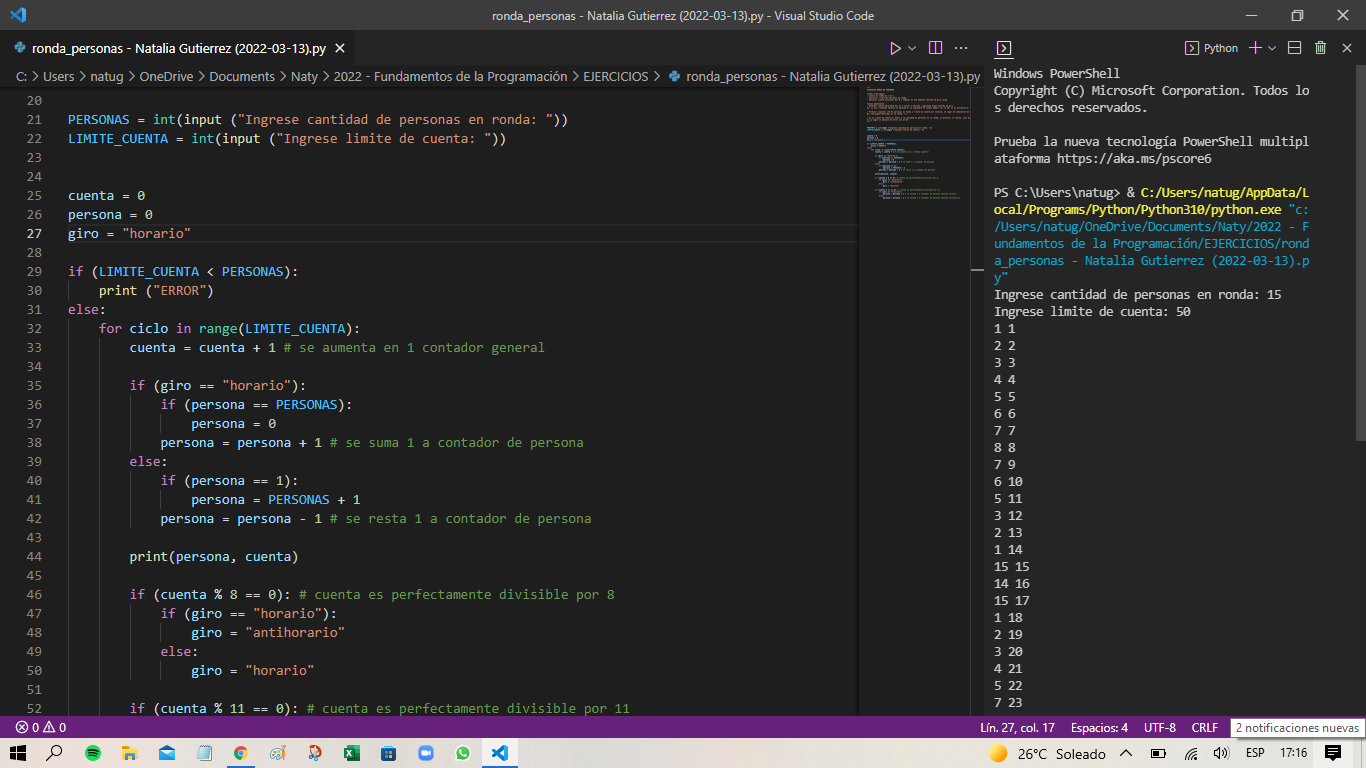 ronda_personas - Natalia Gutierrez (2022-03-13).py - Visual Studio Code
ronda_personas - Natalia Gutierrez (2022-03-13).py
C: > Users > natug > OneDrive > Documents > Naty > 2022 - Fundamentos de la Programación > EJERCICIOS > ronda_personas - Natalia Gutierrez (2022-03-13).py
20
21 PERSONAS = int(input ("Ingrese cantidad de personas en ronda: "))
22 LIMITE_CUENTA = int(input ("Ingrese limite de cuenta: "))
23
24
25 cuenta = 0
26 persona = 0
27 giro = "horario"
28
29 if (LIMITE_CUENTA < PERSONAS):
30 print ("ERROR")
31 else:
32 for ciclo in range(LIMITE_CUENTA):
33 cuenta = cuenta + 1 # se aumenta en 1 contador general
34
35 if (giro == "horario"):
36 if (persona == PERSONAS):
37 persona = 0
38 persona = persona + 1 # se suma 1 a contador de persona
39 else:
40 if (persona == 1):
41 persona = PERSONAS + 1
42 persona = persona - 1 # se resta 1 a contador de persona
43
44 print(persona, cuenta)
45
46 if (cuenta % 8 == 0): # cuenta es perfectamente divisible por 8
47 if (giro == "horario"):
48 giro = "antihorario"
49 else:
50 giro = "horario"
51
52 if (cuenta % 11 == 0): # cuenta es perfectamente divisible por 11
Python
Windows PowerShell
Copyright (C) Microsoft Corporation. Todos lo
s derechos reservados.
Prueba la nueva tecnología PowerShell multipl
ataforma https://aka.ms/pscore6
PS C:\Users\natug> & C:/Users/natug/AppData/L
ocal/Programs/Python/Python310/python.exe "c:
/Users/natug/OneDrive/Documents/Naty/2022 - F
undamentos de la Programación/EJERCICIOS/rond
a_personas - Natalia Gutierrez (2022-03-13).p
y"
Ingrese cantidad de personas en ronda: 15
Ingrese limite de cuenta: 50
1 1
2 2
3 3
4 4
5 5
6 6
7 7
8 8
7 9
6 10
5 11
3 12
2 13
1 14
15 15
14 16
15 17
1 18
2 19
3 20
4 21
5 22
7 23
0 0
Lín. 27, col. 17 Espacios: 4 UTF-8 CRLF
2 notificaciones nuevas
26°C Soleado ESP 17:16